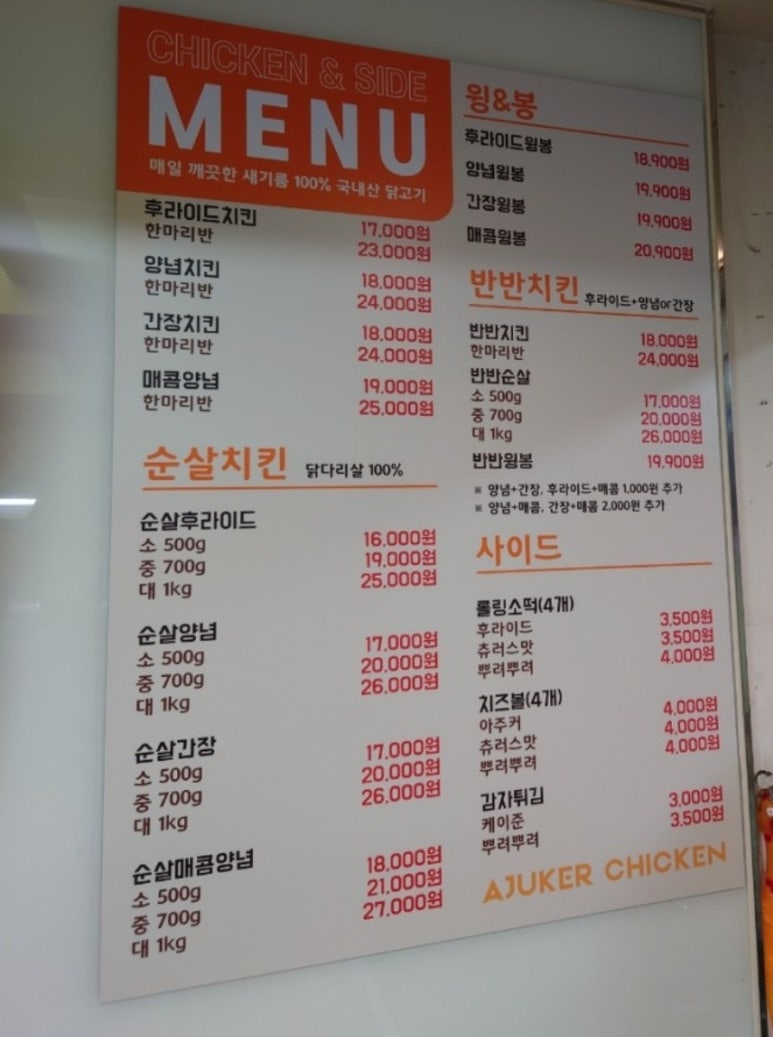 CHICKEN & SIDE
MENU
매일 깨끗한 새기름 100% 국내산 닭고기
후라이드치킨 17,000원
한마리반 23,000원
양념치킨 18,000원
한마리반 24,000원
간장치킨 18,000원
한마리반 24,000원
매콤양념 19,000원
한마리반 25,000원
순살치킨 닭다리살 100%
순살후라이드
소 500g 16,000원
중 700g 19,000원
대 1kg 25,000원
순살양념
소 500g 17,000원
중 700g 20,000원
대 1kg 26,000원
순살간장
소 500g 17,000원
중 700g 20,000원
대 1kg 26,000원
순살매콤양념
소 500g 18,000원
중 700g 21,000원
대 1kg 27,000원
윙&봉
후라이드윙봉 18,900원
양념윙봉 19,900원
간장윙봉 19,900원
매콤윙봉 20,900원
반반치킨 후라이드+양념or간장
반반치킨 18,000원
한마리반 24,000원
반반순살
소 500g 17,000원
중 700g 20,000원
대 1kg 26,000원
반반윙봉 19,900원
※ 양념+간장, 후라이드+매콤 1,000원 추가
※ 양념+매콤, 간장+매콤 2,000원 추가
사이드
롤링소떡(4개)
후라이드 3,500원
츄러스맛 3,500원
뿌려뿌려 4,000원
치즈볼(4개)
아주커 4,000원
츄러스맛 4,000원
뿌려뿌려 4,000원
감자튀김
케이준 3,000원
뿌려뿌려 3,500원
AJUKER CHICKEN